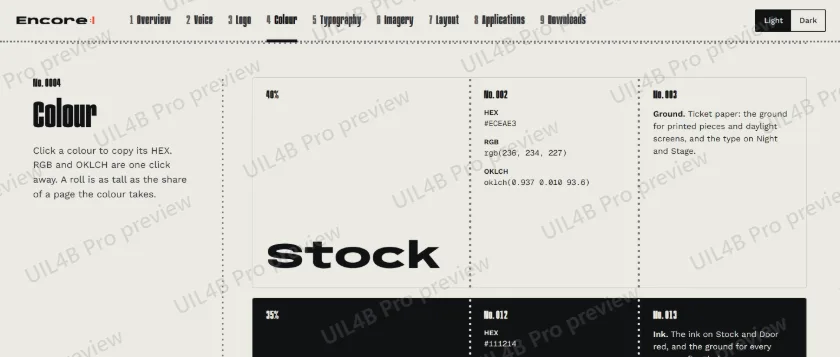 Encore
1 Overview
2 Voice
3 Logo
4 Colour
5 Typography
6 Imagery
7 Layout
8 Applications
9 Downloads
Light
Dark
No. 0004
Colour
Click a colour to copy its HEX.
RGB and OKLCH are one click
away. A roll is as tall as the share
of a page the colour takes.
40%
Stock
No. 002
HEX
#ECEAE3
RGB
rgb(236, 234, 227)
OKLCH
oklch(0.937 0.010 93.6)
No. 003
Ground. Ticket paper: the ground
for printed pieces and daylight
screens, and the type on Night
and Stage.
35%
No. 012
HEX
#111214
No. 013
Ink. The ink on Stock and Door
red, and the ground for every
UIL4B Pro preview